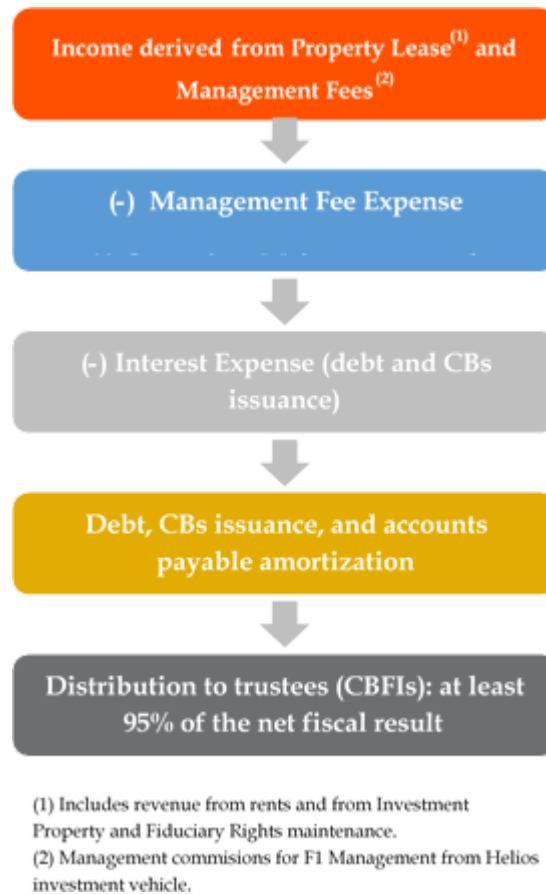 Income derived from Property Lease(1) and
Management Fees(2)
(-) Management Fee Expense
(-) Interest Expense (debt and CBs
issuance)
Debt, CBs issuance, and accounts
payable amortization
Distribution to trustees (CBFIs): at least
95% of the net fiscal result
(1) Includes revenue from rents and from Investment
Property and Fiduciary Rights maintenance.
(2) Management commisions for F1 Management from Helios
investment vehicle.